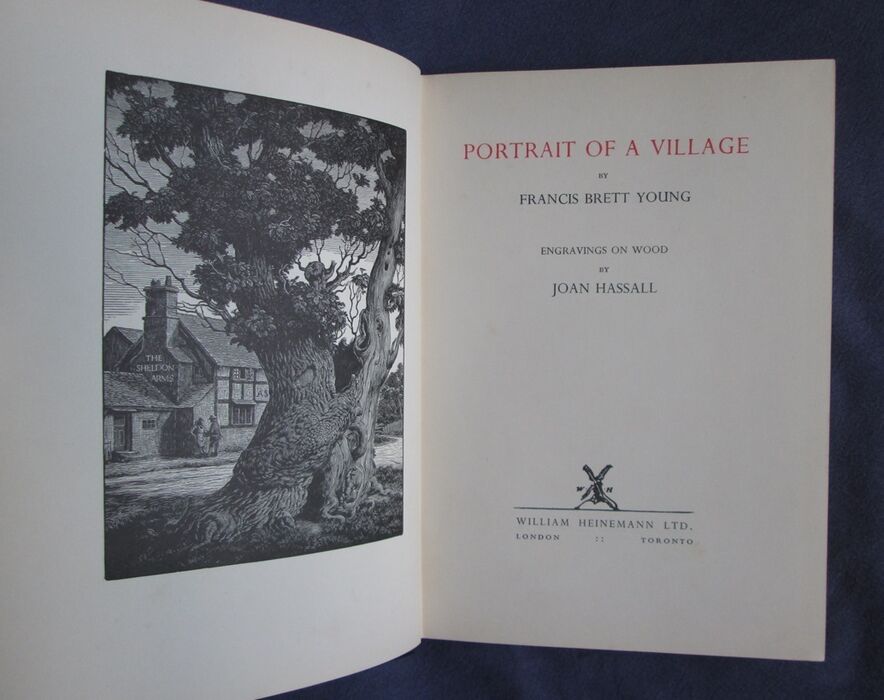 THE
SHELDON
ARMS
PORTRAIT OF A VILLAGE
BY
FRANCIS BRETT YOUNG
ENGRAVINGS ON WOOD
BY
JOAN HASSALL
W H
WILLIAM HEINEMANN LTD.
LONDON :: TORONTO